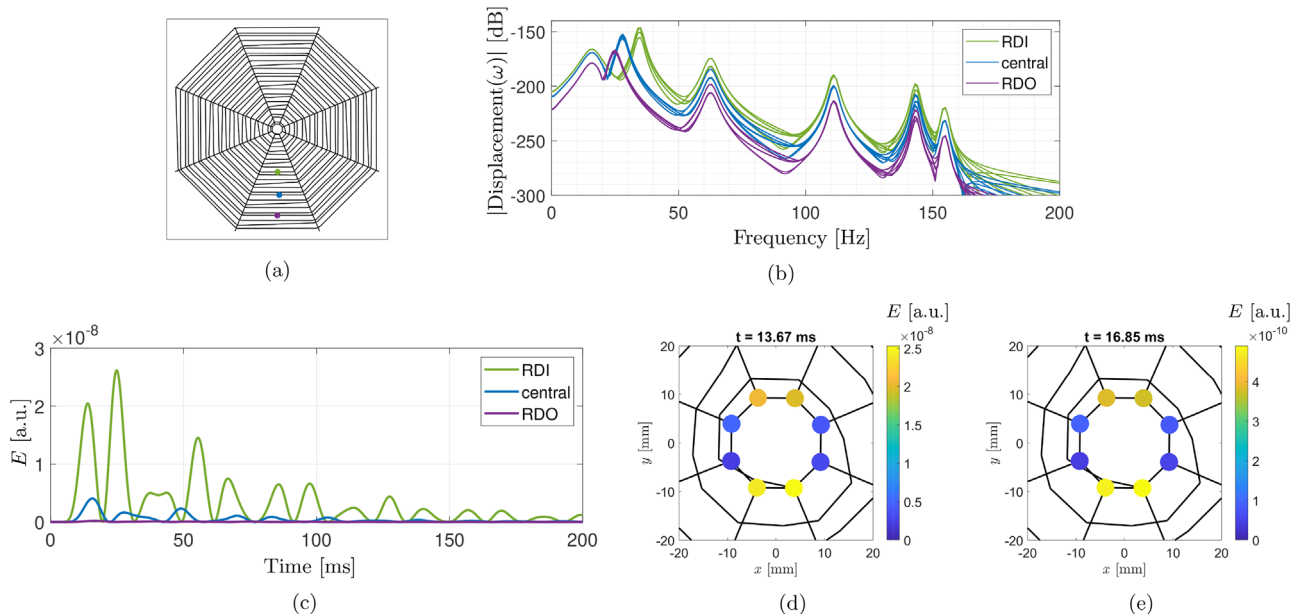 (a)
-150
-200
-250
-300
|Displacement(ω)| [dB]
RDI
central
RDO
0
50
100
150
200
Frequency [Hz]
(b)
×10⁻⁸
3
2
1
0
E [a.u.]
RDI
central
RDO
0
50
100
150
200
Time [ms]
(c)
E [a.u.]
t = 13.67 ms
×10⁻⁸
20
10
0
-10
-20
y [mm]
-20
-10
0
10
20
x [mm]
2.5
2
1.5
1
0.5
0
(d)
E [a.u.]
t = 16.85 ms
×10⁻¹⁰
20
10
0
-10
-20
y [mm]
-20
-10
0
10
20
x [mm]
4
3
2
1
0
(e)